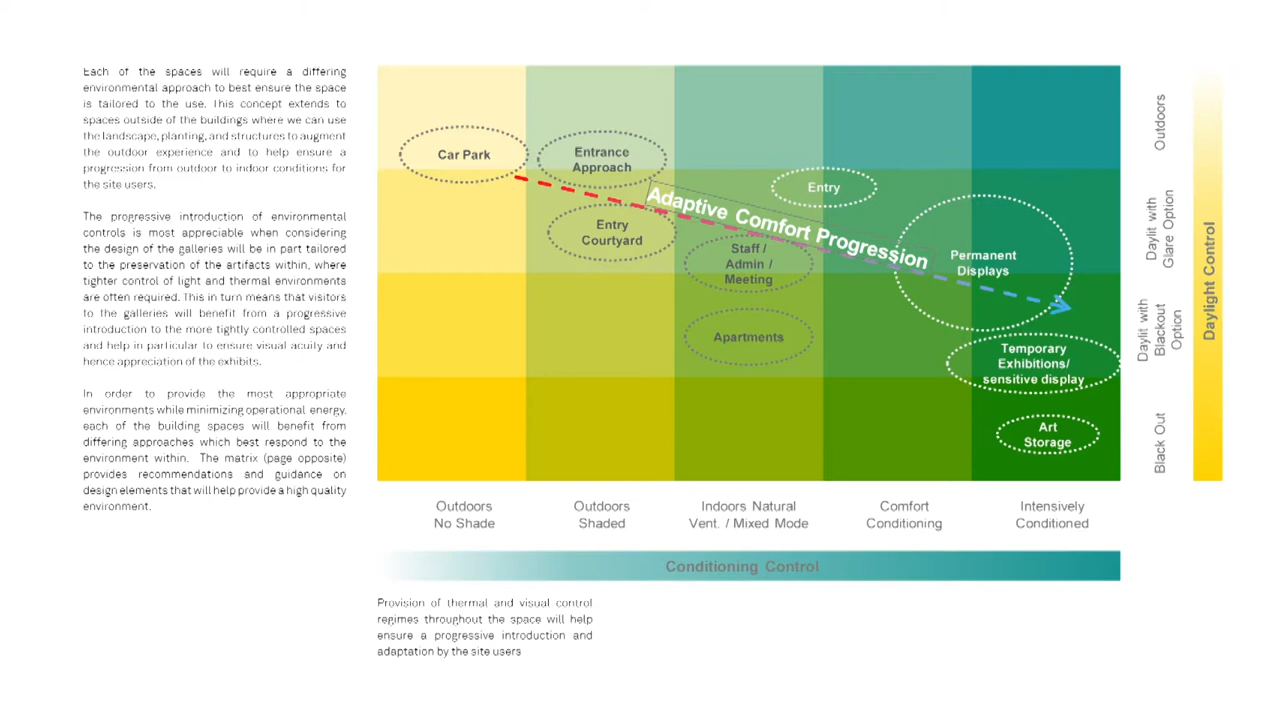 Each of the spaces will require a differing
environmental approach to best ensure the space
is tailored to the use. This concept extends to
spaces outside of the buildings where we can use
the landscape, planting, and structures to augment
the outdoor experience and to help ensure a
progression from outdoor to indoor conditions for
the site users.
The progressive introduction of environmental
controls is most appreciable when considering
the design of the galleries will be in part tailored
to the preservation of the artifacts within, where
tighter control of light and thermal environments
are often required. This in turn means that visitors
to the galleries will benefit from a progressive
introduction to the more tightly controlled spaces
and help in particular to ensure visual acuity and
hence appreciation of the exhibits.
In order to provide the most appropriate
environments while minimizing operational energy,
each of the building spaces will benefit from
differing approaches which best respond to the
environment within. The matrix (page opposite)
provides recommendations and guidance on
design elements that will help provide a high quality
environment.
Car Park
Entrance
Approach
Entry
Courtyard
Entry
Adaptive Comfort Progression
Staff /
Admin /
Meeting
Permanent
Displays
Apartments
Temporary
Exhibitions/
sensitive display
Art
Storage
Outdoors
Daylit with
Glare Option
Daylit with
Blackout
Option
Black Out
Daylight Control
Outdoors
No Shade
Outdoors
Shaded
Indoors Natural
Vent. / Mixed Mode
Comfort
Conditioning
Intensively
Conditioned
Conditioning Control
Provision of thermal and visual control
regimes throughout the space will help
ensure a progressive introduction and
adaptation by the site users